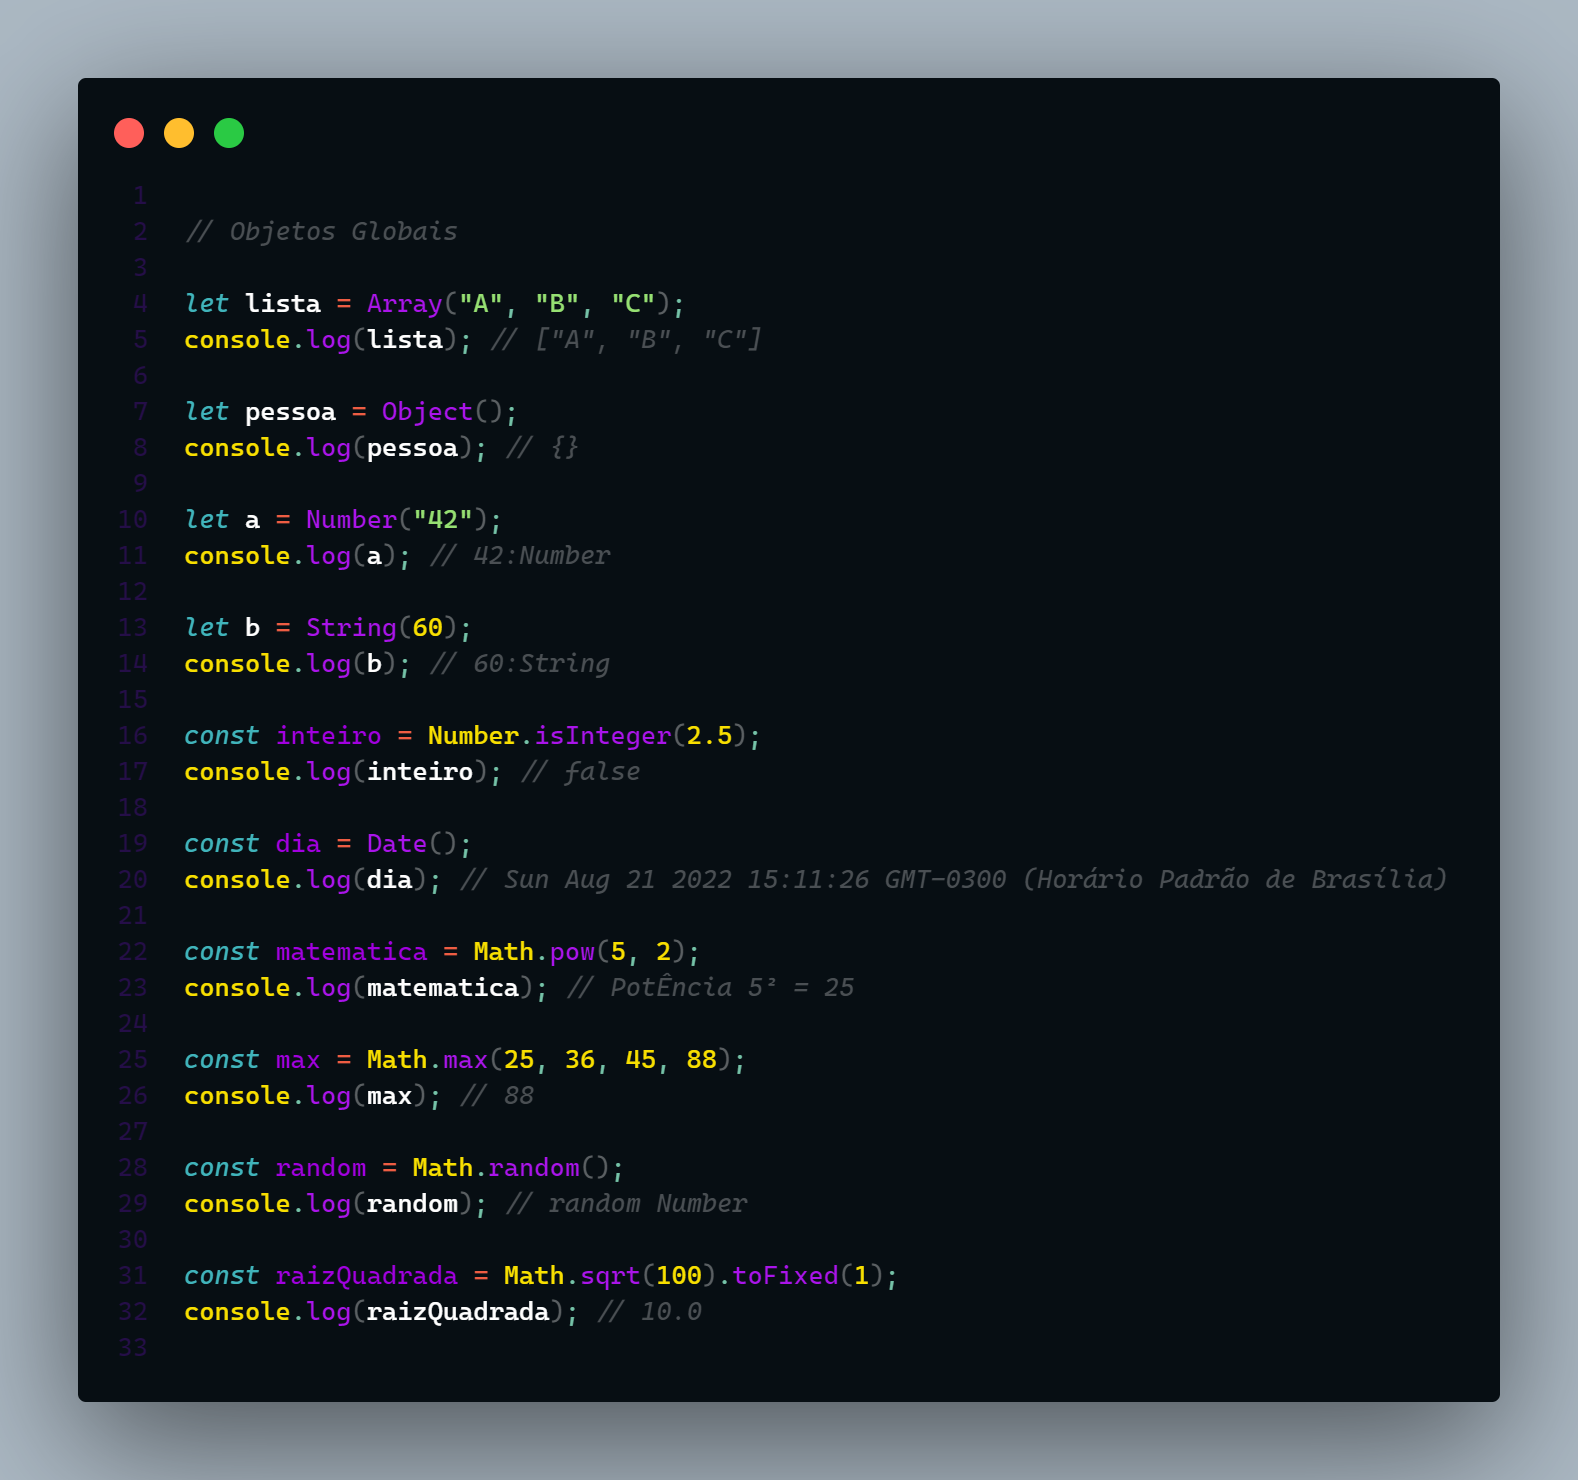 1
2 // Objetos Globais
3
4 let lista = Array("A", "B", "C");
5 console.log(lista); // ["A", "B", "C"]
6
7 let pessoa = Object();
8 console.log(pessoa); // {}
9
10 let a = Number("42");
11 console.log(a); // 42:Number
12
13 let b = String(60);
14 console.log(b); // 60:String
15
16 const inteiro = Number.isInteger(2.5);
17 console.log(inteiro); // false
18
19 const dia = Date();
20 console.log(dia); // Sun Aug 21 2022 15:11:26 GMT-0300 (Horário Padrão de Brasília)
21
22 const matematica = Math.pow(5, 2);
23 console.log(matematica); // PotÊncia 5² = 25
24
25 const max = Math.max(25, 36, 45, 88);
26 console.log(max); // 88
27
28 const random = Math.random();
29 console.log(random); // random Number
30
31 const raizQuadrada = Math.sqrt(100).toFixed(1);
32 console.log(raizQuadrada); // 10.0
33